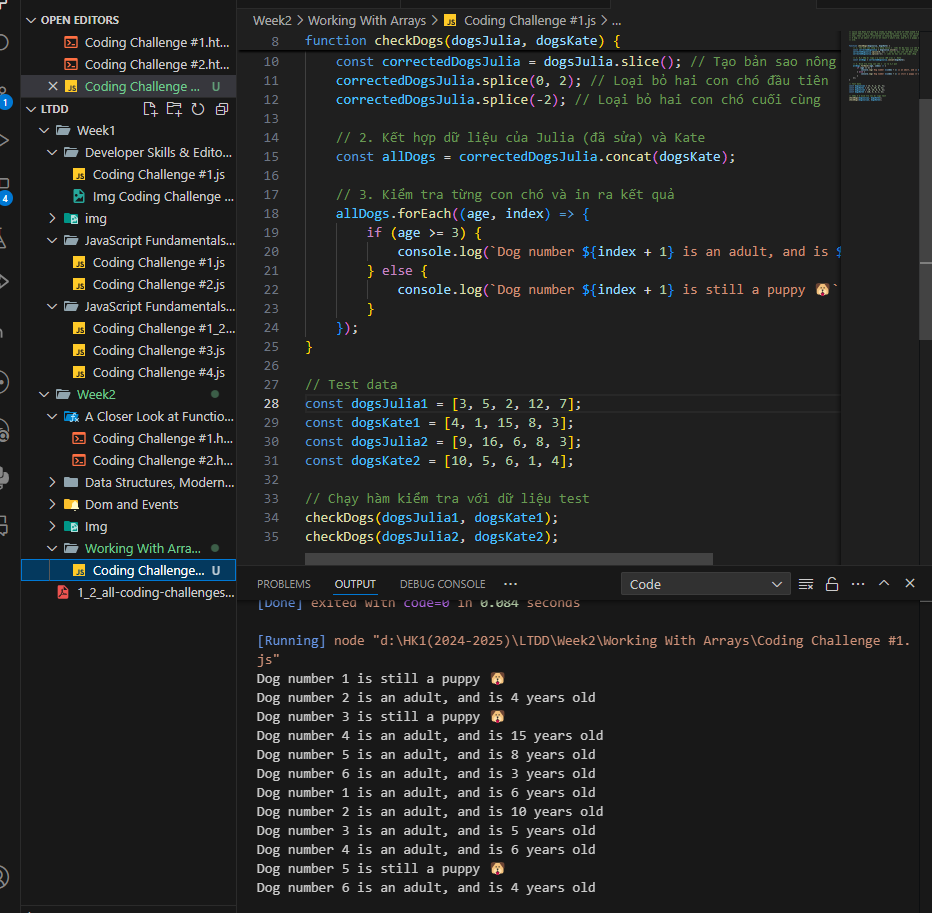 OPEN EDITORS
Coding Challenge #1.ht...
Coding Challenge #2.ht...
Coding Challenge ... U
LTDD
Week1
Developer Skills & Edito...
Coding Challenge #1.js
Img Coding Challenge ...
img
JavaScript Fundamentals...
Coding Challenge #1.js
Coding Challenge #2.js
JavaScript Fundamentals...
Coding Challenge #1_2...
Coding Challenge #3.js
Coding Challenge #4.js
Week2
A Closer Look at Functio...
Coding Challenge #1.h...
Coding Challenge #2.h...
Data Structures, Modern...
Dom and Events
Img
Working With Arra...
Coding Challenge... U
1_2_all-coding-challenges...
1
4
Week2 > Working With Arrays > JS Coding Challenge #1.js > ...
8 function checkDogs(dogsJulia, dogsKate) {
10 const correctedDogsJulia = dogsJulia.slice(); // Tạo bản sao nông
11 correctedDogsJulia.splice(0, 2); // Loại bỏ hai con chó đầu tiên
12 correctedDogsJulia.splice(-2); // Loại bỏ hai con chó cuối cùng
13
14 // 2. Kết hợp dữ liệu của Julia (đã sửa) và Kate
15 const allDogs = correctedDogsJulia.concat(dogsKate);
16
17 // 3. Kiểm tra từng con chó và in ra kết quả
18 allDogs.forEach((age, index) => {
19 if (age >= 3) {
20 console.log(`Dog number ${index + 1} is an adult, and is $
21 } else {
22 console.log(`Dog number ${index + 1} is still a puppy 🐶`
23 }
24 });
25 }
26
27 // Test data
28 const dogsJulia1 = [3, 5, 2, 12, 7];
29 const dogsKate1 = [4, 1, 15, 8, 3];
30 const dogsJulia2 = [9, 16, 6, 8, 3];
31 const dogsKate2 = [10, 5, 6, 1, 4];
32
33 // Chạy hàm kiểm tra với dữ liệu test
34 checkDogs(dogsJulia1, dogsKate1);
35 checkDogs(dogsJulia2, dogsKate2);
PROBLEMS OUTPUT DEBUG CONSOLE ... Code
[Done] exited with code=0 in 0.084 seconds
[Running] node "d:\HK1(2024-2025)\LTDD\Week2\Working With Arrays\Coding Challenge #1.
js"
Dog number 1 is still a puppy 🐶
Dog number 2 is an adult, and is 4 years old
Dog number 3 is still a puppy 🐶
Dog number 4 is an adult, and is 15 years old
Dog number 5 is an adult, and is 8 years old
Dog number 6 is an adult, and is 3 years old
Dog number 1 is an adult, and is 6 years old
Dog number 2 is an adult, and is 10 years old
Dog number 3 is an adult, and is 5 years old
Dog number 4 is an adult, and is 6 years old
Dog number 5 is still a puppy 🐶
Dog number 6 is an adult, and is 4 years old